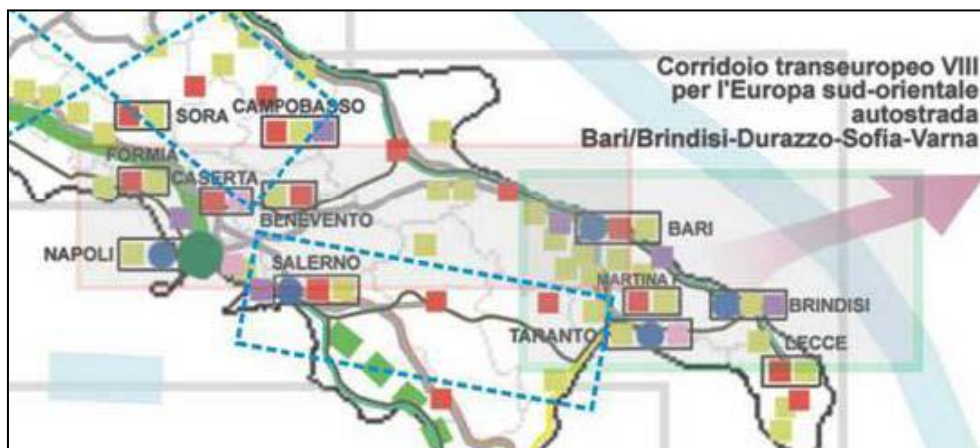 Corridoio transeuropeo VIII
per l'Europa sud-orientale
autostrada
Bari/Brindisi-Durazzo-Sofia-Varna
SORA
CAMPOBASSO
FORMIA
CASERTA
BENEVENTO
BARI
NAPOLI
SALERNO
MARTINA F
BRINDISI
TARANTO
LECCE